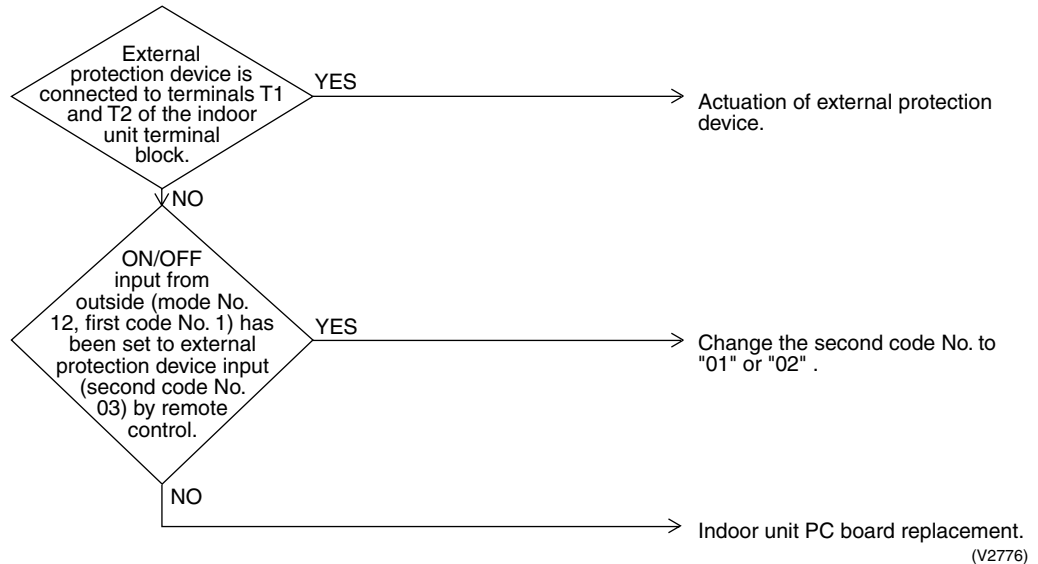 External
protection device is
connected to terminals T1
and T2 of the indoor
unit terminal
block.
YES
Actuation of external protection
device.
NO
ON/OFF
input from
outside (mode No.
12, first code No. 1) has
been set to external
protection device input
(second code No.
03) by remote
control.
YES
Change the second code No. to
"01" or "02" .
NO
Indoor unit PC board replacement.
(V2776)